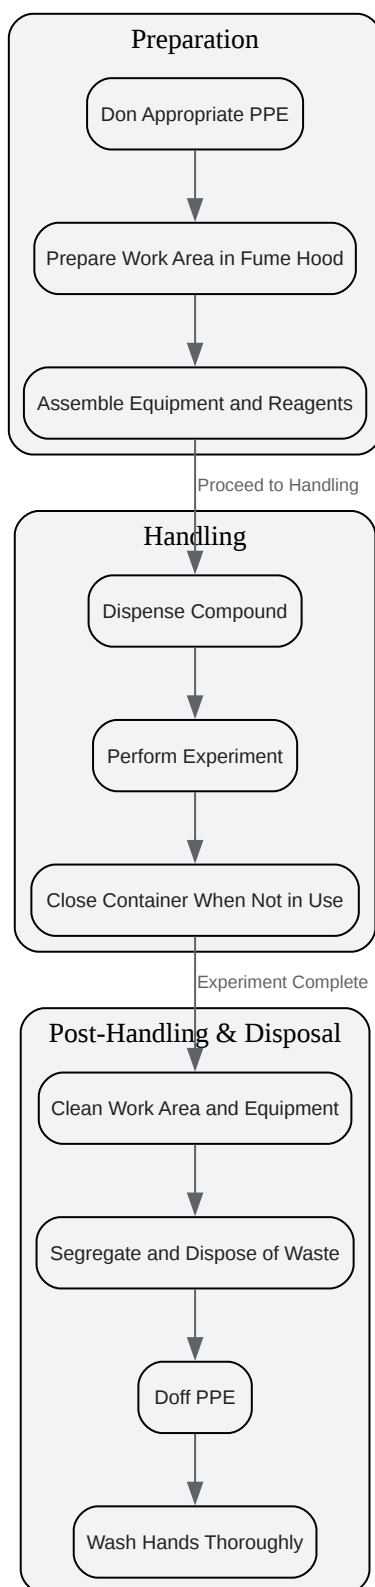 Preparation
Don Appropriate PPE
Prepare Work Area in Fume Hood
Assemble Equipment and Reagents
Proceed to Handling
Handling
Dispense Compound
Perform Experiment
Close Container When Not in Use
Experiment Complete
Post-Handling & Disposal
Clean Work Area and Equipment
Segregate and Dispose of Waste
Doff PPE
Wash Hands Thoroughly